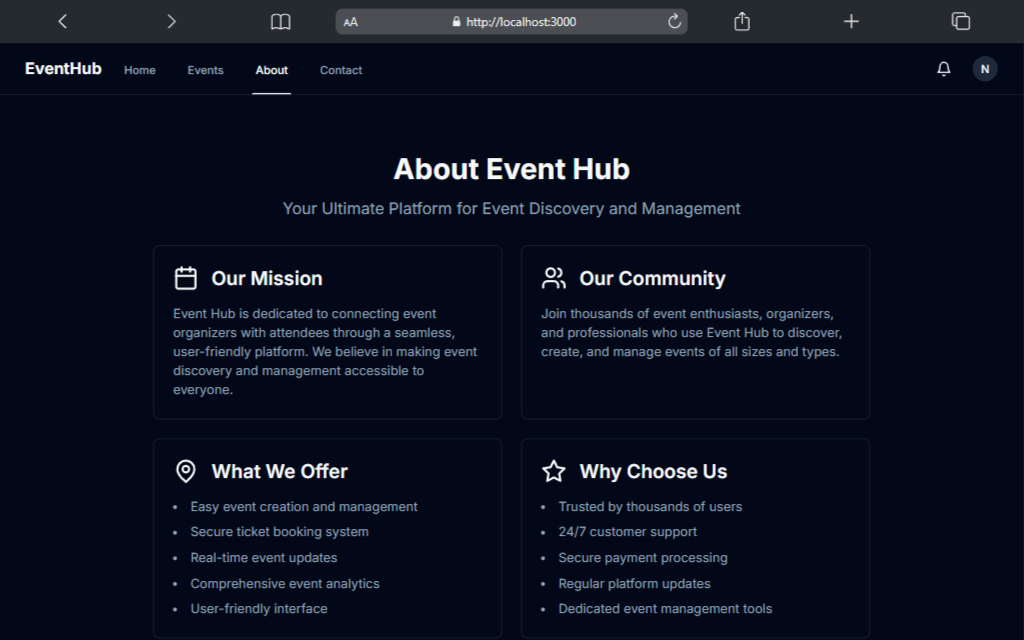 AA http://localhost:3000
EventHub Home Events About Contact N
About Event Hub
Your Ultimate Platform for Event Discovery and Management
Our Mission
Event Hub is dedicated to connecting event
organizers with attendees through a seamless,
user-friendly platform. We believe in making event
discovery and management accessible to
everyone.
Our Community
Join thousands of event enthusiasts, organizers,
and professionals who use Event Hub to discover,
create, and manage events of all sizes and types.
What We Offer
• Easy event creation and management
• Secure ticket booking system
• Real-time event updates
• Comprehensive event analytics
• User-friendly interface
Why Choose Us
• Trusted by thousands of users
• 24/7 customer support
• Secure payment processing
• Regular platform updates
• Dedicated event management tools